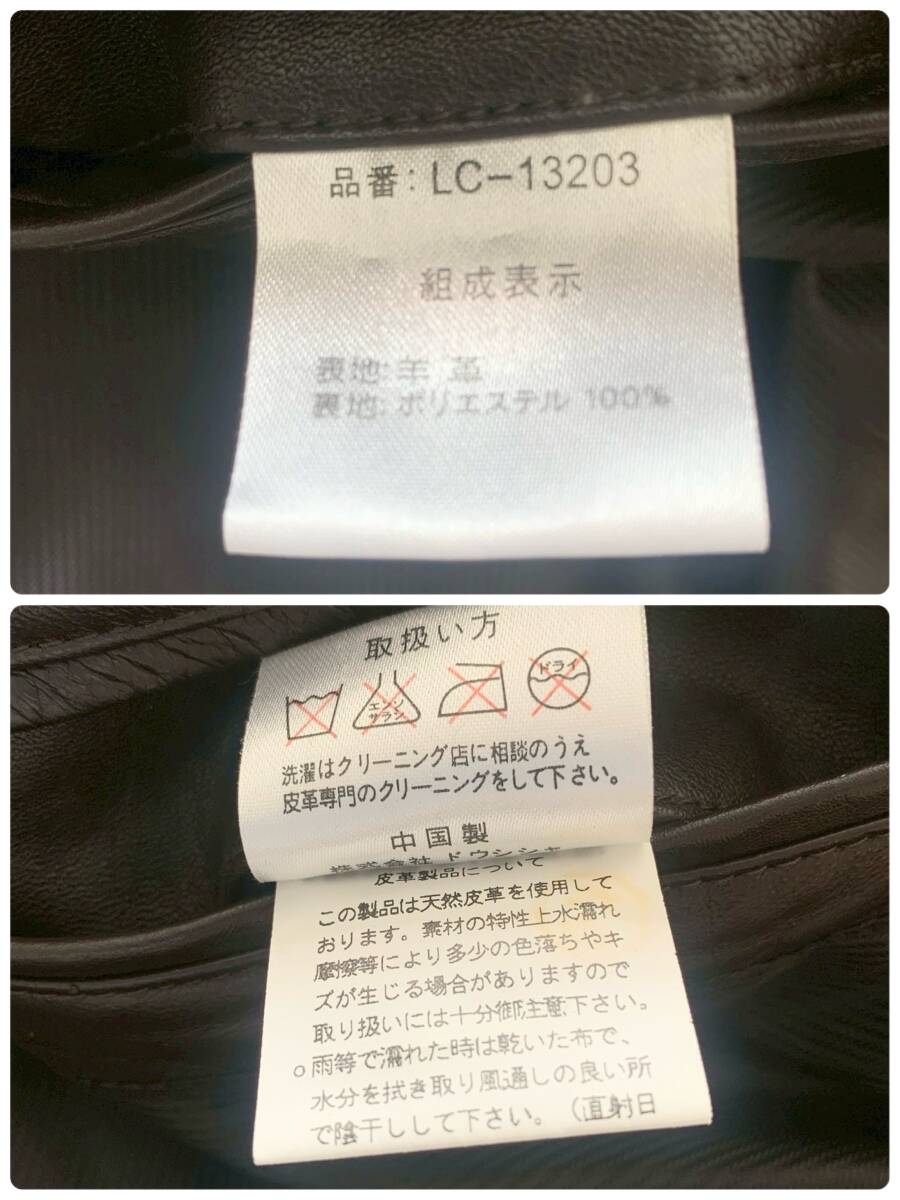 品番: LC-13203
組成表示
表地: 羊 革
裏地: ポリエステル 100%
取扱い方
エンソ
サラシ
ドライ
洗濯はクリーニング店に相談のうえ
皮革専門のクリーニングをして下さい。
中国製
株式会社 ドウシシャ
皮革製品について
この製品は天然皮革を使用して
おります。素材の特性上水濡れ
摩擦等により多少の色落ちやキ
ズが生じる場合がありますので
取り扱いには十分御注意下さい。
○雨等で濡れた時は乾いた布で、
水分を拭き取り風通しの良い所
で陰干しして下さい。(直射日